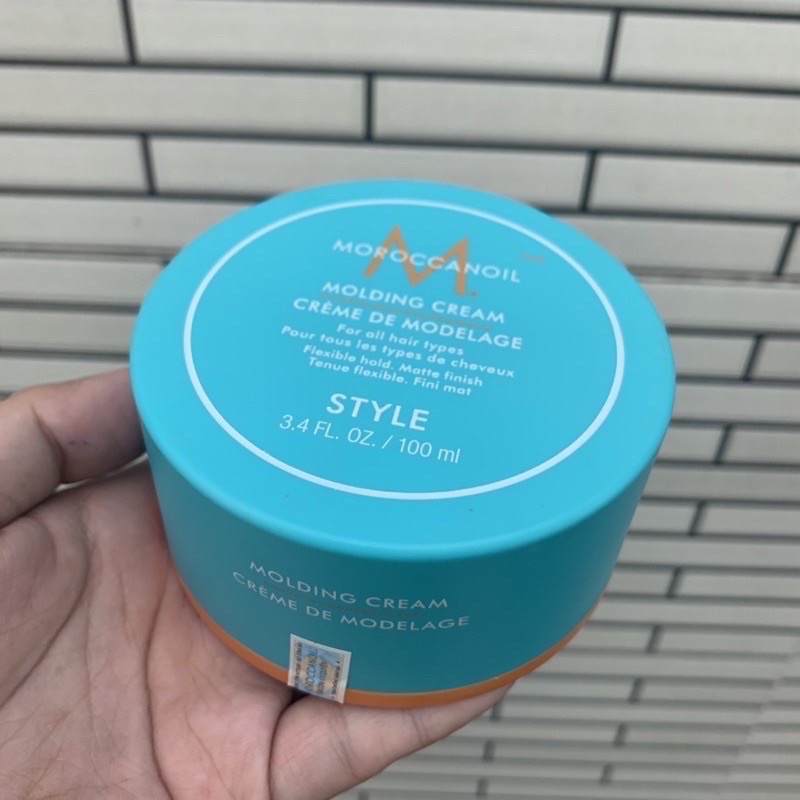 MOROCCANOIL
M
MOLDING CREAM
CRÈME DE MODELAGE
For all hair types
Pour tous les types de cheveux
Flexible hold. Matte finish
Tenue flexible. Fini mat
STYLE
3.4 FL. OZ. / 100 ml
MOLDING CREAM
CRÈME DE MODELAGE